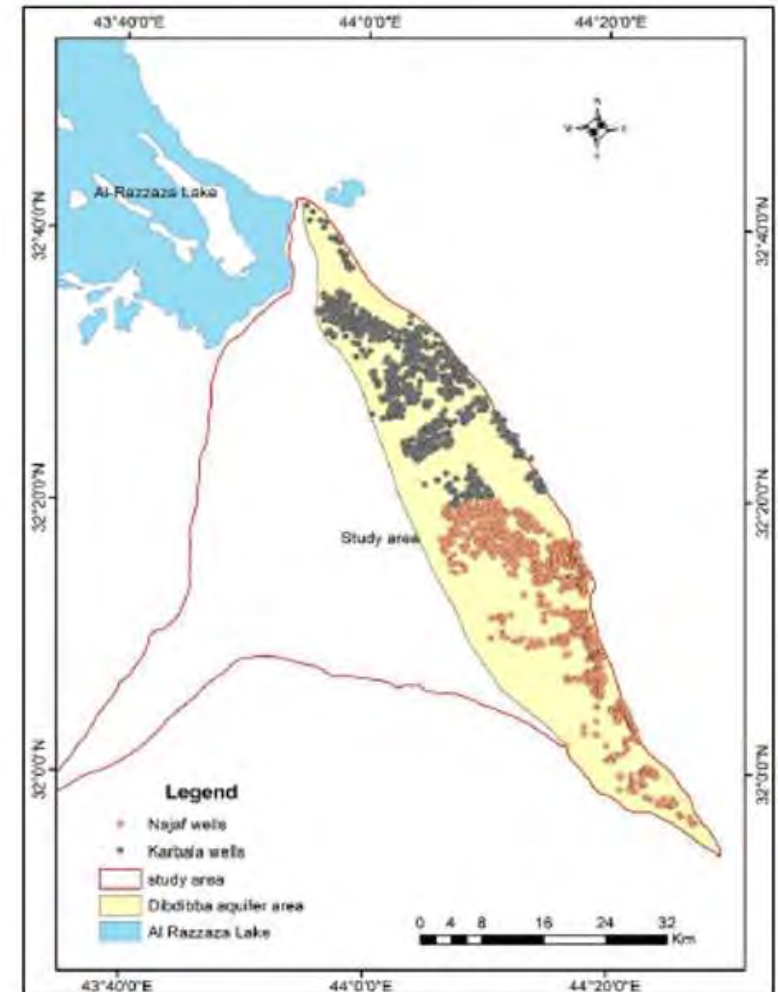 43°40'0"E 44°0'0"E 44°20'0"E
N
W E
Al-Razzaza Lake
32°40'0"N 32°40'0"N
32°20'0"N 32°20'0"N
Study area
32°0'0"N 32°0'0"N
Legend
Najaf wells
Karbala wells
study area
Dibdibba aquifer area
Al Razzaza Lake
0 4 8 16 24 32
Km
43°40'0"E 44°0'0"E 44°20'0"E